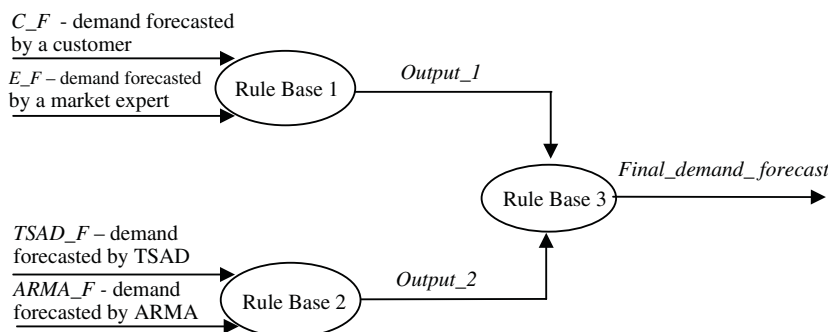 C_F - demand forecasted
by a customer
E_F – demand forecasted
by a market expert
Rule Base 1
Output_1
Rule Base 3
Final_demand_forecast
TSAD_F – demand
forecasted by TSAD
ARMA_F - demand
forecasted by ARMA
Rule Base 2
Output_2